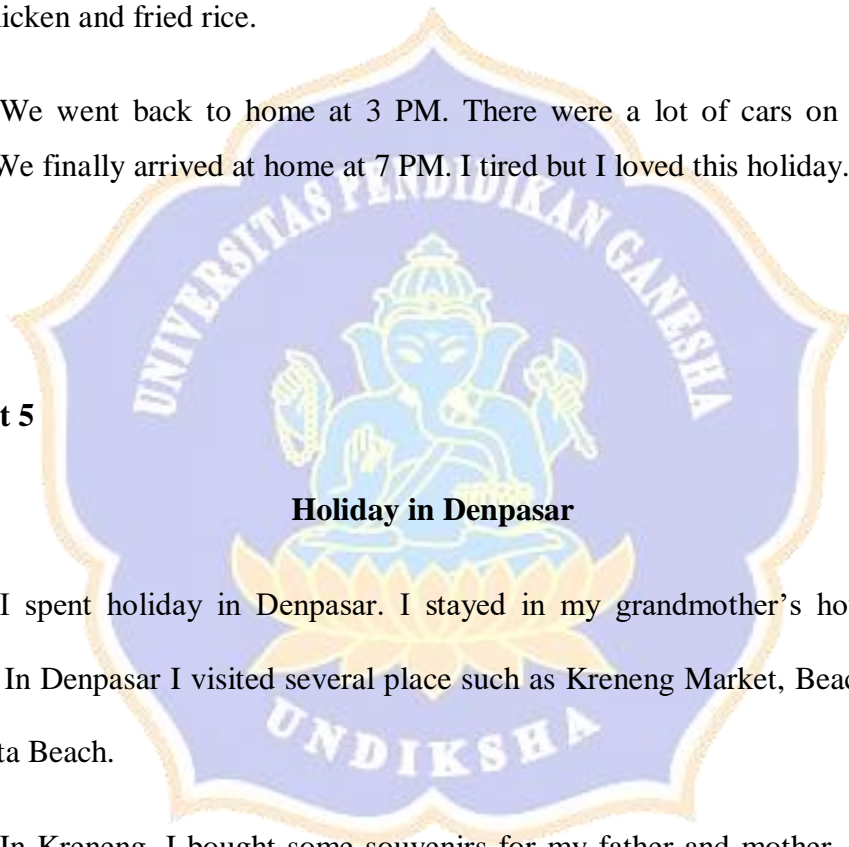 icken and fried rice.
We went back to home at 3 PM. There were a lot of cars on
We finally arrived at home at 7 PM. I tired but I loved this holiday.
UNIVERSITAS PENDIDIKAN GANESHA
t 5
Holiday in Denpasar
I spent holiday in Denpasar. I stayed in my grandmother’s
In Denpasar I visited several place such as Kreneng Market,
ta Beach.
UNDIKSHA
In Kreneng, I bought some souvenirs for my father and mother